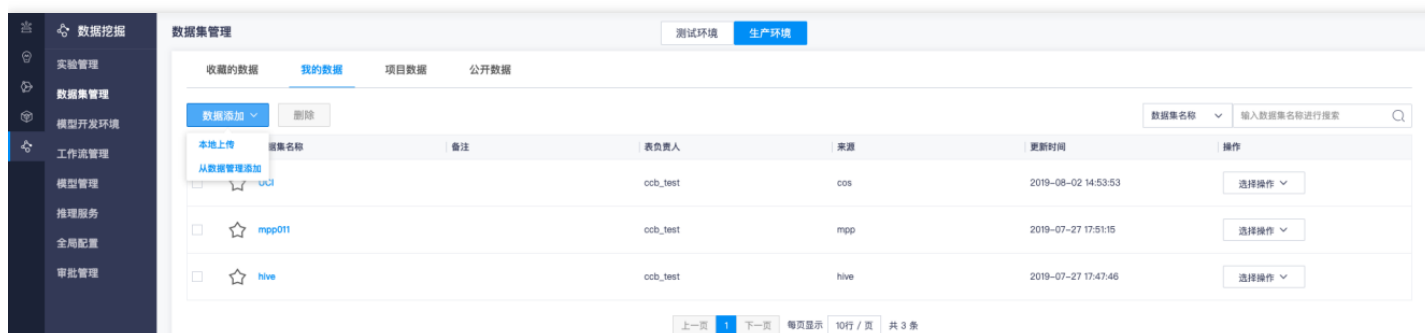 数据挖掘
实验管理
数据集管理
模型开发环境
工作流管理
模型管理
推理服务
全局配置
审批管理
数据集管理
测试环境 生产环境
收藏的数据 我的数据 项目数据 公开数据
数据添加 删除 数据集名称 输入数据集名称进行搜索
本地上传
从数据管理添加
据集名称 备注 表负责人 来源 更新时间 操作
UCI ccb_test cos 2019-08-02 14:53:53 选择操作
mpp011 ccb_test mpp 2019-07-27 17:51:15 选择操作
hive ccb_test hive 2019-07-27 17:47:46 选择操作
上一页 1 下一页 每页显示 10行 / 页 共 3 条